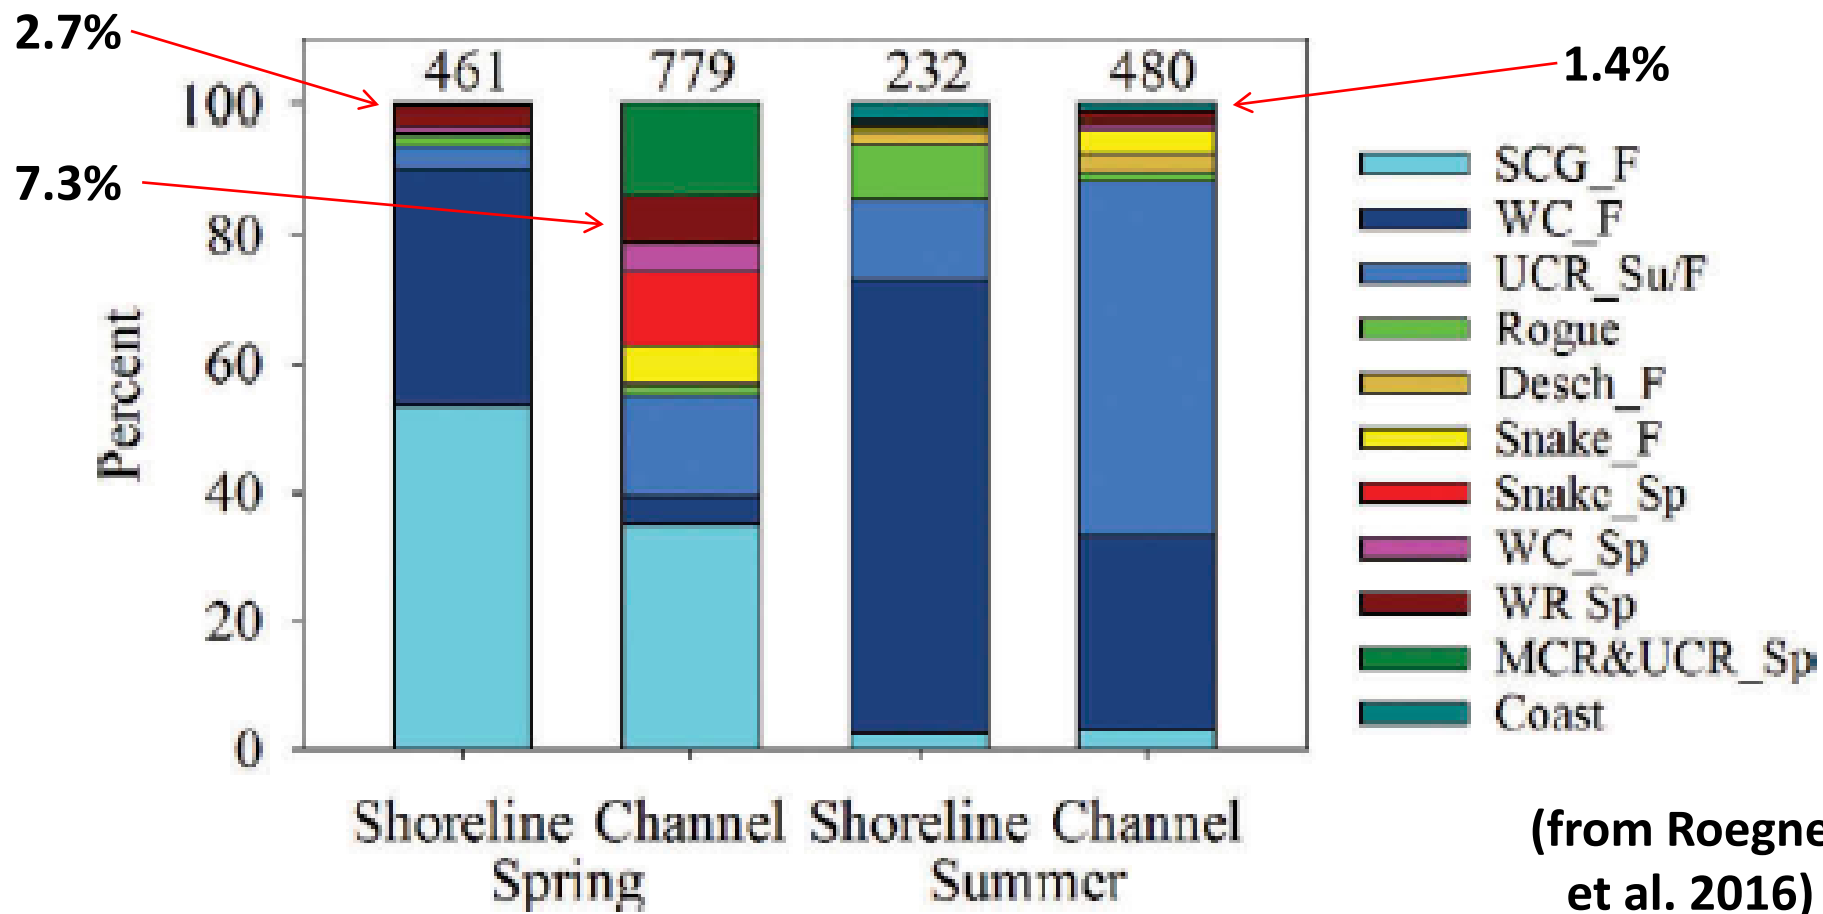 2.7%
461 779 232 480
1.4%
100
7.3%
80
60
40
20
0
Percent
SCG_F
WC_F
UCR_Su/F
Rogue
Desch_F
Snake_F
Snake_Sp
WC_Sp
WR Sp
MCR&UCR_Sp
Coast
Shoreline Channel Shoreline Channel
Spring Summer
(from Roegne
et al. 2016)